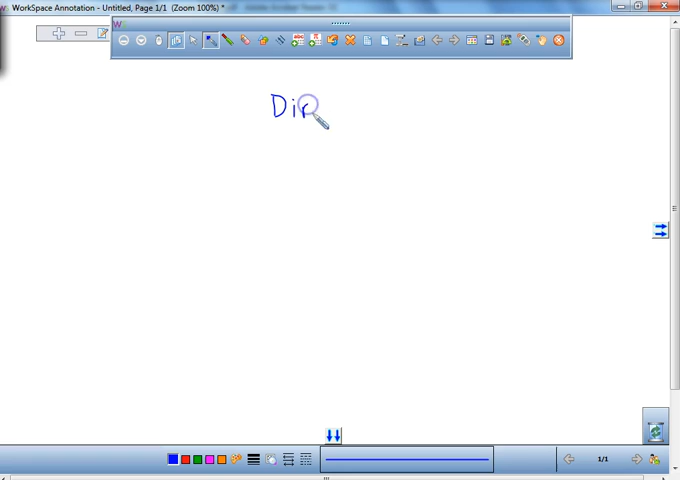 WorkSpace Annotation - Untitled, Page 1/1 (Zoom 100%) *
Dir
1/1